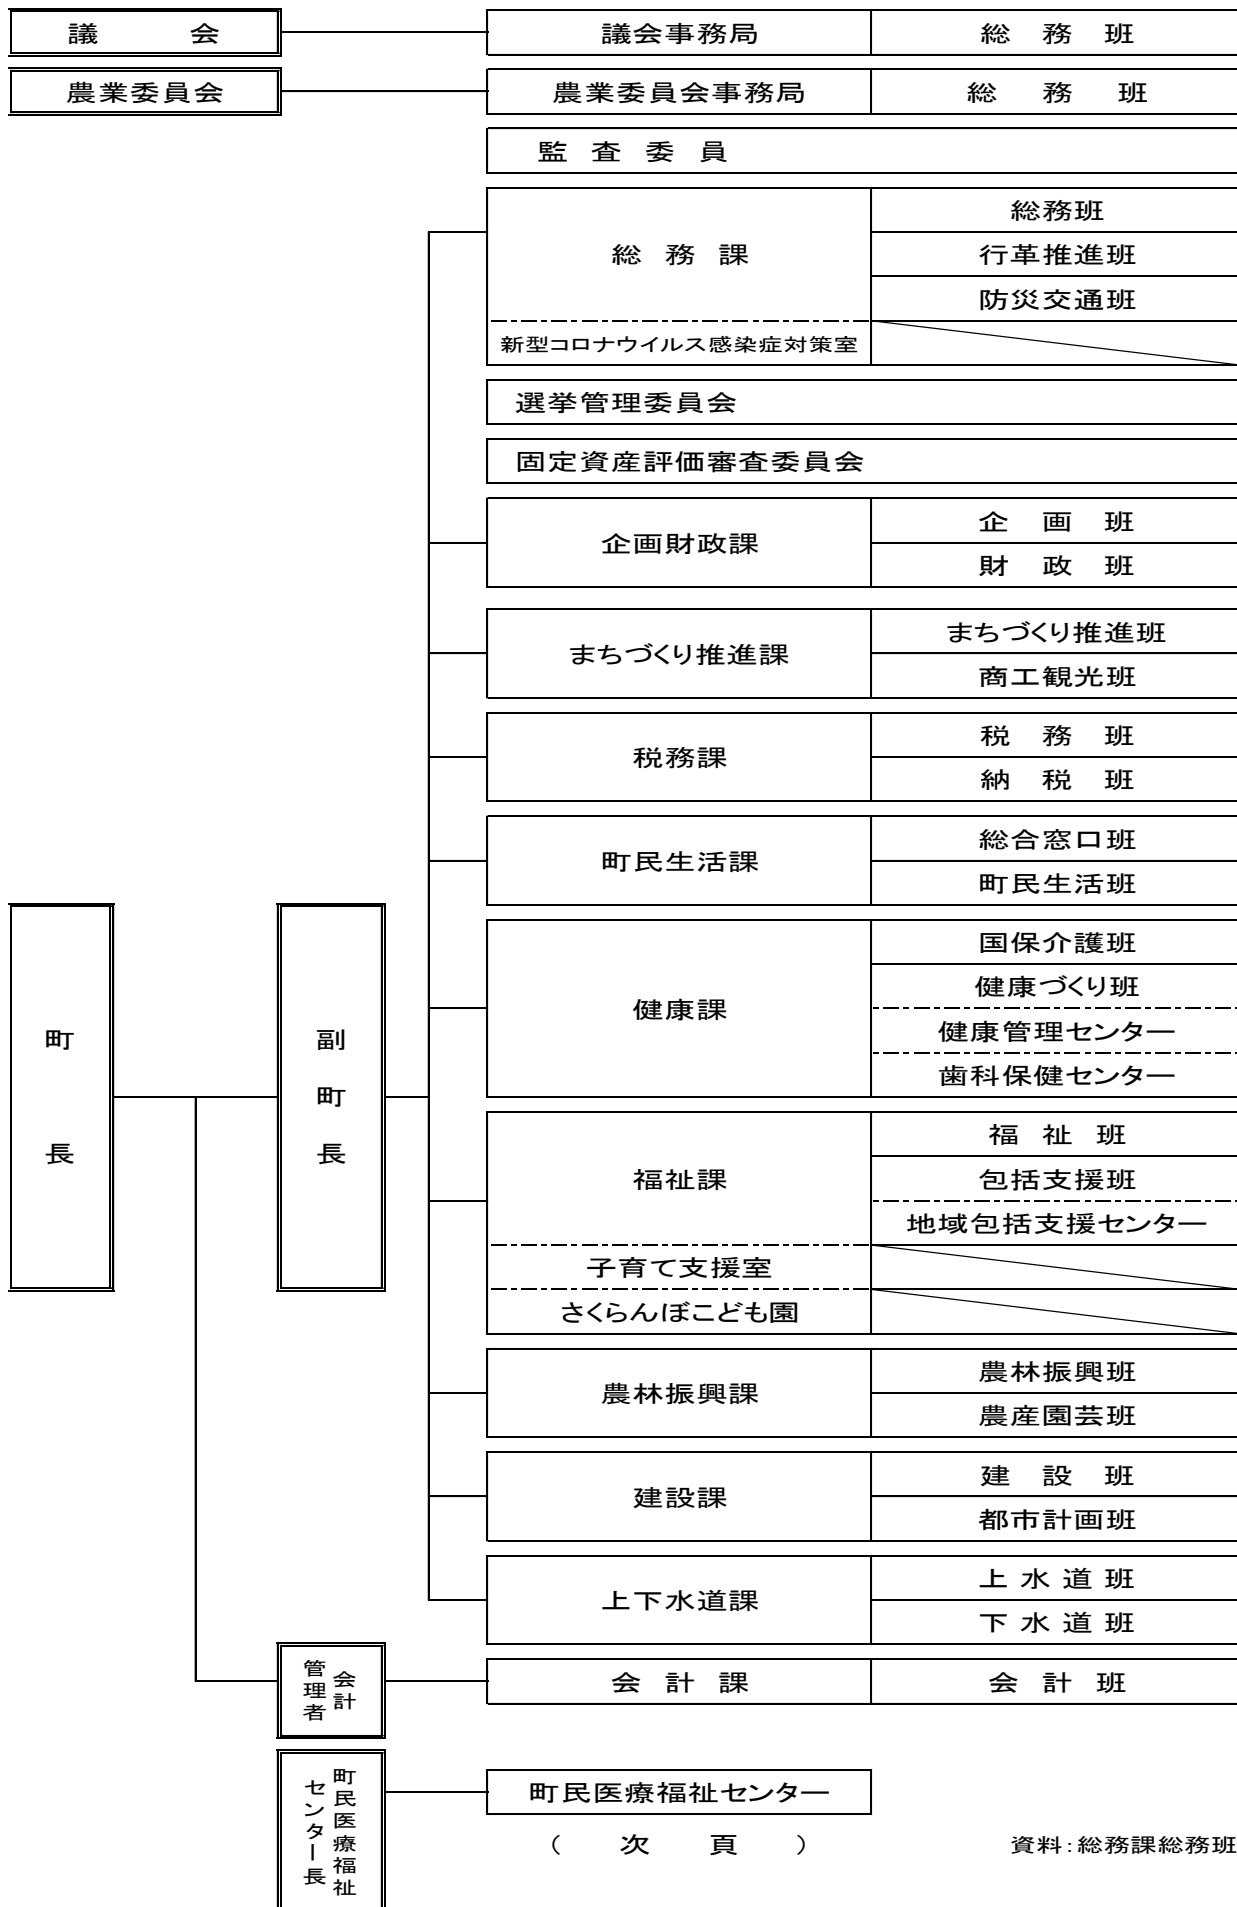 議　会
議会事務局
総務班
農業委員会
農業委員会事務局
総務班
監査委員
総務課
総務班
行革推進班
防災交通班
新型コロナウイルス感染症対策室
選挙管理委員会
固定資産評価審査委員会
企画財政課
企画班
財政班
まちづくり推進課
まちづくり推進班
商工観光班
税務課
税務班
納税班
町民生活課
総合窓口班
町民生活班
町長
副町長
健康課
国保介護班
健康づくり班
健康管理センター
歯科保健センター
福祉課
福祉班
包括支援班
地域包括支援センター
子育て支援室
さくらんぼこども園
農林振興課
農林振興班
農産園芸班
建設課
建設班
都市計画班
上下水道課
上水道班
下水道班
会計
管理者
会計課
会計班
町民医療福祉
センター長
町民医療福祉センター
（　次　頁　）
資料：総務課総務班